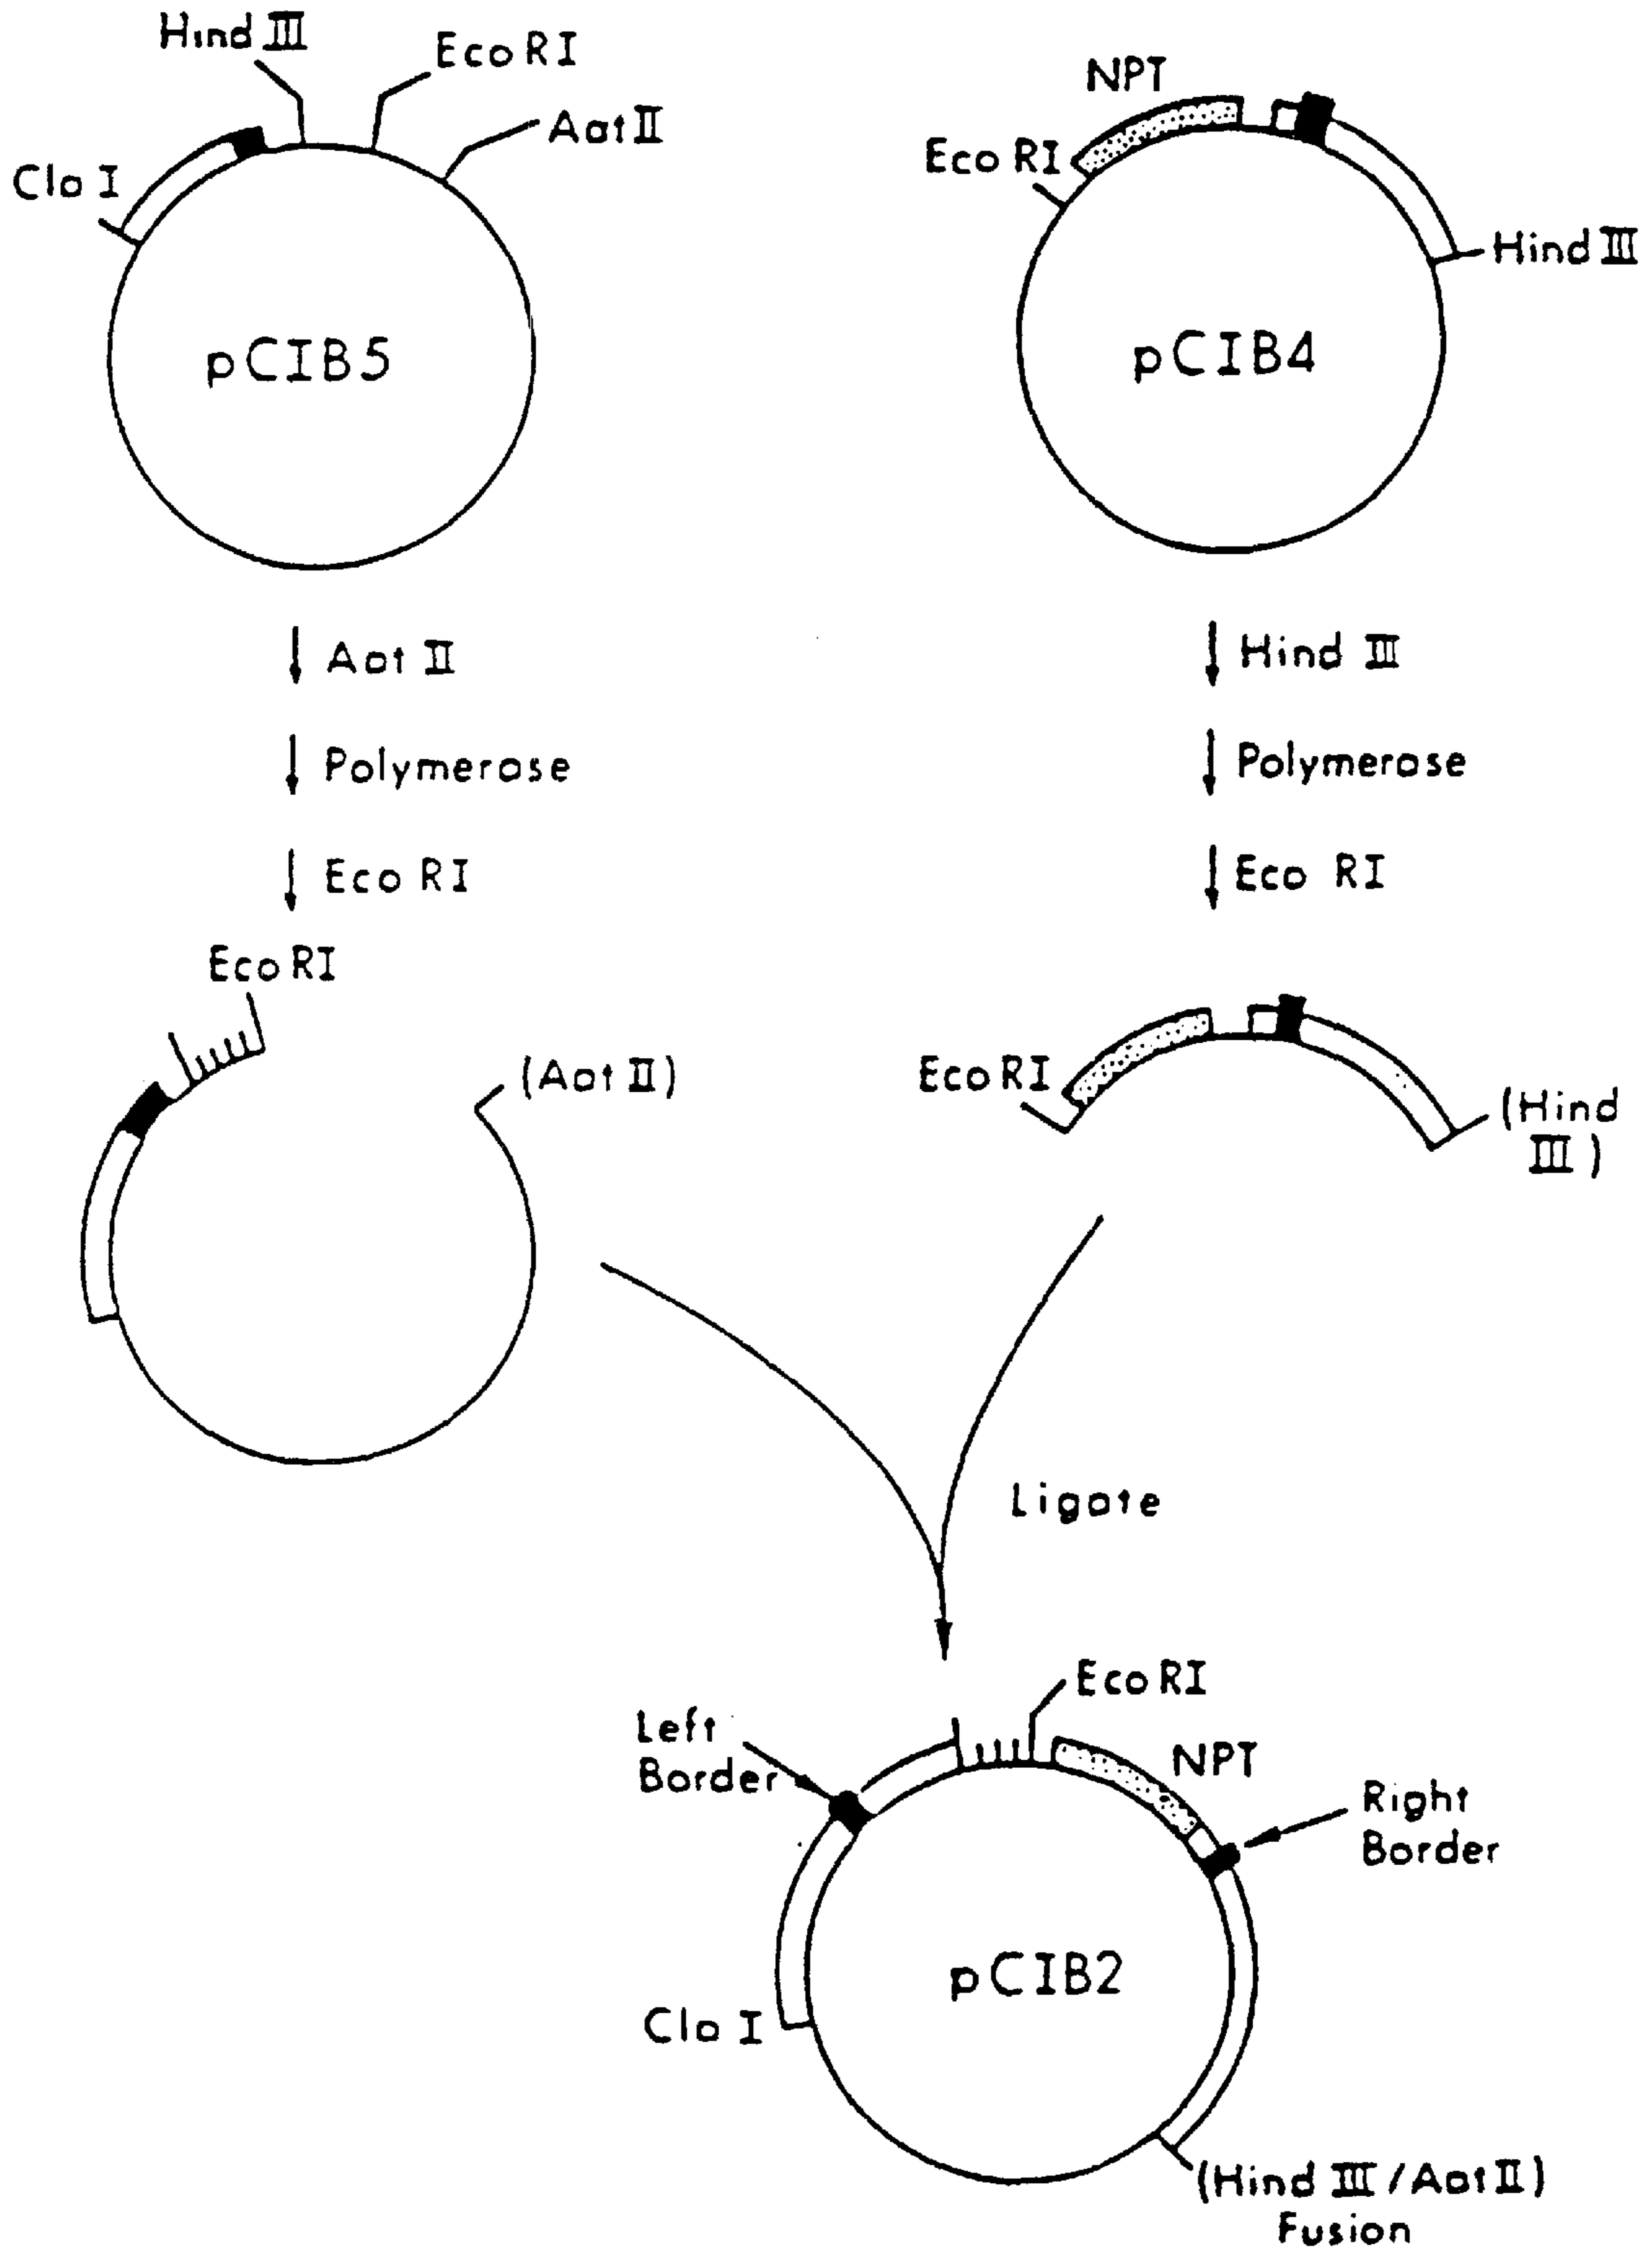 Hind III
Eco RI
Aat II
Cla I
pCIB5
NPT
Eco RI
Hind III
pCIB4
Aat II
Polymerase
Eco RI
Hind III
Polymerase
Eco RI
Eco RI
(Aat II)
Eco RI
(Hind
III)
Ligate
Eco RI
Left
Border
NPT
Right
Border
pCIB2
Cla I
(Hind III/Aat II)
Fusion